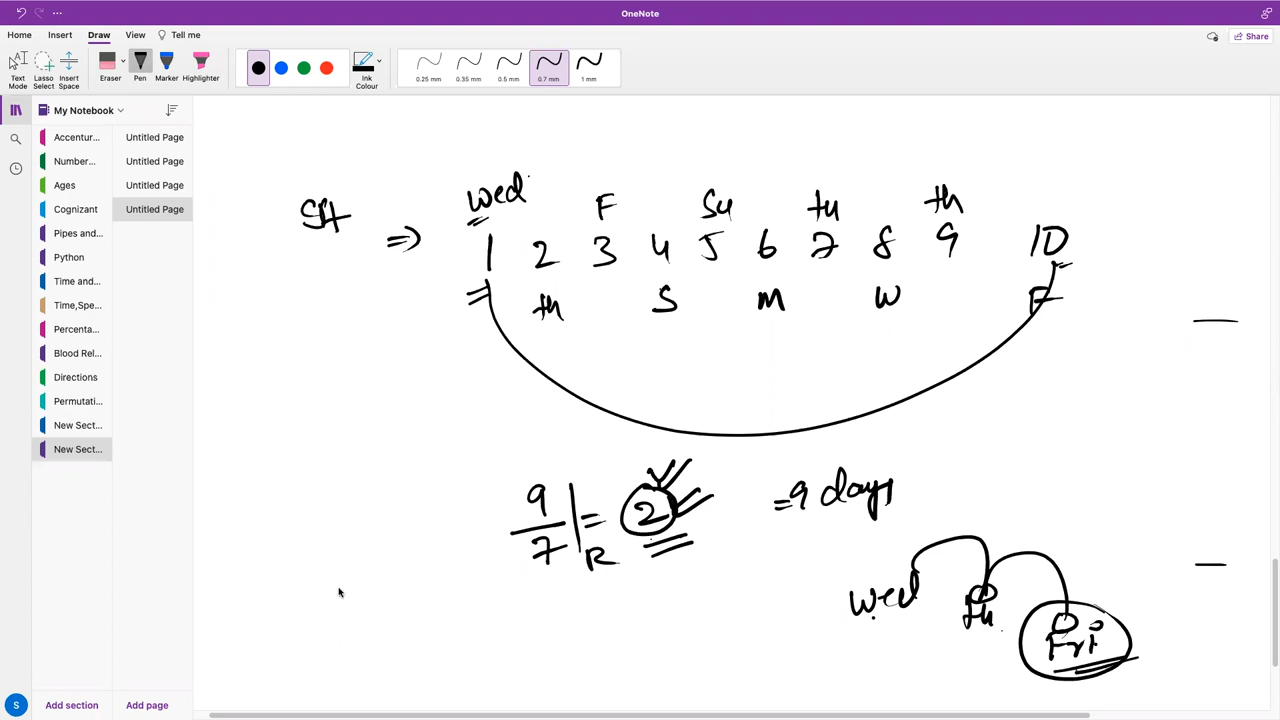 OneNote
Home Insert Draw View Tell me
Share
Text Mode
Lasso Select
Insert Space
Eraser
Pen
Marker
Highlighter
Ink Colour
0.25 mm
0.35 mm
0.5 mm
0.7 mm
1 mm
My Notebook
Accentur...
Number...
Ages
Cognizant
Pipes and...
Python
Time and...
Time,Spe...
Percenta...
Blood Rel...
Directions
Permutati...
New Sect...
New Sect...
Untitled Page
Untitled Page
Untitled Page
Untitled Page
wed F Su tu th
⇒ 1 2 3 4 5 6 7 8 9 10
th S M W F
9/7 | = 2 = 9 days
R
wed th Fri
S Add section Add page